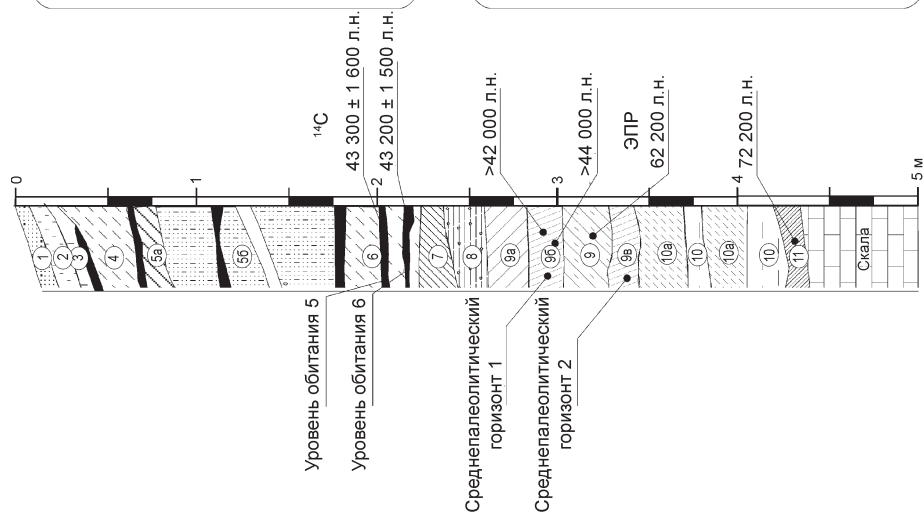 0
1
2
3
4
5 м
¹⁴C
43 300 ± 1 600 л.н.
43 200 ± 1 500 л.н.
>42 000 л.н.
>44 000 л.н.
ЭПР
62 200 л.н.
72 200 л.н.
1
2
3
4
5а
5б
6
7
8
9а
9б
9
9в
10а
10
10а
10
11
Скала
Уровень обитания 5
Уровень обитания 6
Среднепалеолитический
горизонт 1
Среднепалеолитический
горизонт 2